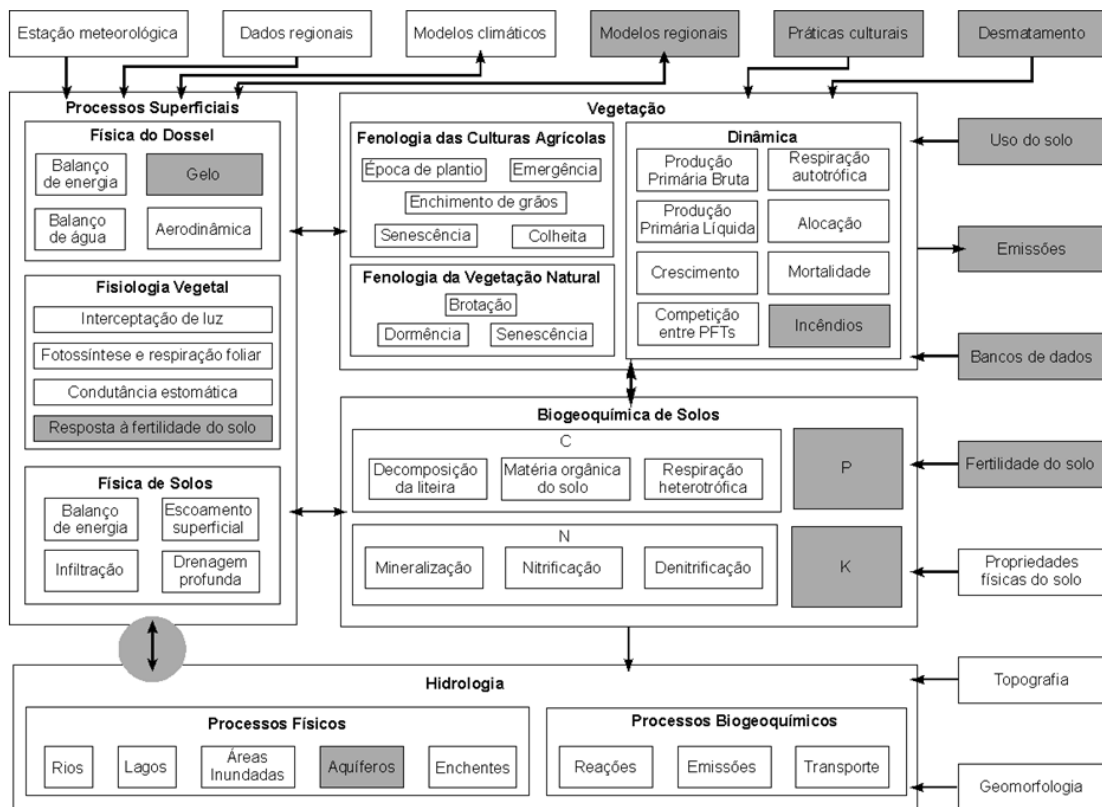 Estação meteorológica
Dados regionais
Modelos climáticos
Modelos regionais
Práticas culturais
Desmatamento
Processos Superficiais
Física do Dossel
Balanço
de energia
Gelo
Balanço
de água
Aerodinâmica
Fisiologia Vegetal
Interceptação de luz
Fotossíntese e respiração foliar
Condutância estomática
Resposta à fertilidade do solo
Física de Solos
Balanço
de energia
Escoamento
superficial
Infiltração
Drenagem
profunda
Vegetação
Fenologia das Culturas Agrícolas
Época de plantio
Emergência
Enchimento de grãos
Senescência
Colheita
Fenologia da Vegetação Natural
Brotação
Dormência
Senescência
Dinâmica
Produção
Primária Bruta
Respiração
autotrófica
Produção
Primária Líquida
Alocação
Crescimento
Mortalidade
Competição
entre PFTs
Incêndios
Uso do solo
Emissões
Bancos de dados
Biogeoquímica de Solos
C
Decomposição
da liteira
Matéria orgânica
do solo
Respiração
heterotrófica
P
N
Mineralização
Nitrificação
Denitrificação
K
Fertilidade do solo
Propriedades
físicas do solo
Hidrologia
Processos Físicos
Rios
Lagos
Áreas
Inundadas
Aquíferos
Enchentes
Processos Biogeoquímicos
Reações
Emissões
Transporte
Topografia
Geomorfologia